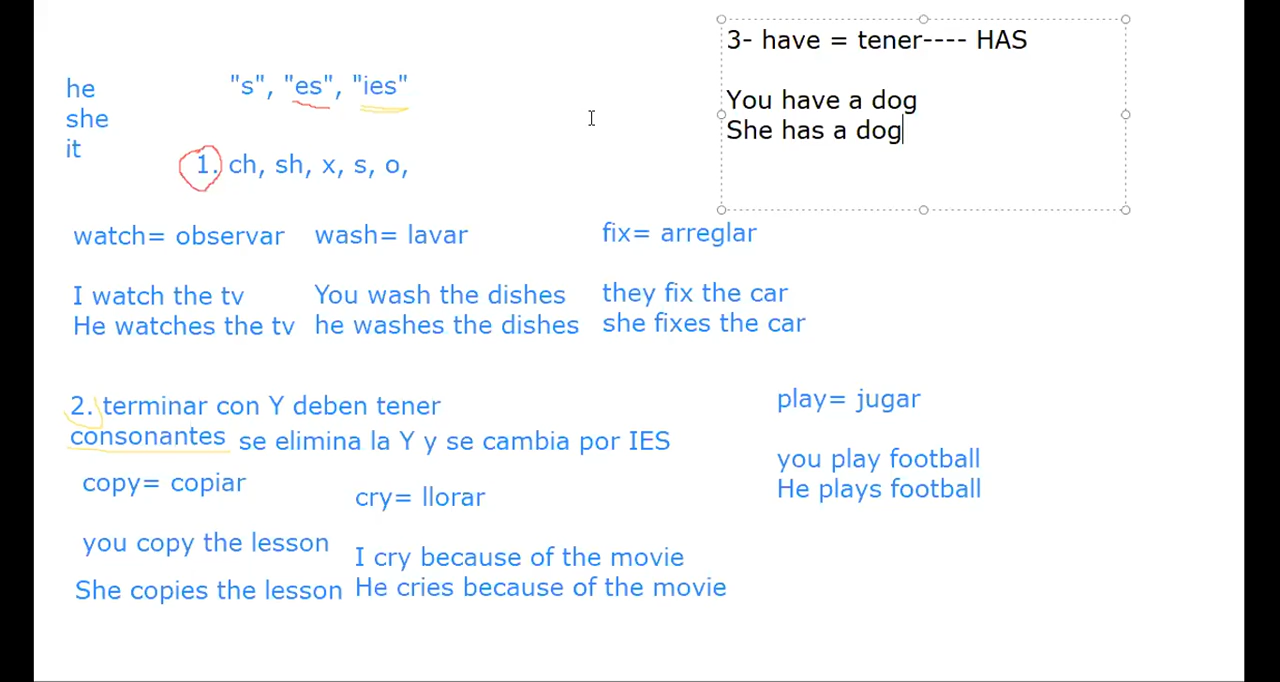 he
she
it
"s", "es", "ies"
1. ch, sh, x, s, o,
3- have = tener---- HAS
You have a dog
She has a dog
watch= observar
I watch the tv
He watches the tv
wash= lavar
You wash the dishes
he washes the dishes
fix= arreglar
they fix the car
she fixes the car
2. terminar con Y deben tener
consonantes se elimina la Y y se cambia por IES
copy= copiar
you copy the lesson
She copies the lesson
cry= llorar
I cry because of the movie
He cries because of the movie
play= jugar
you play football
He plays football